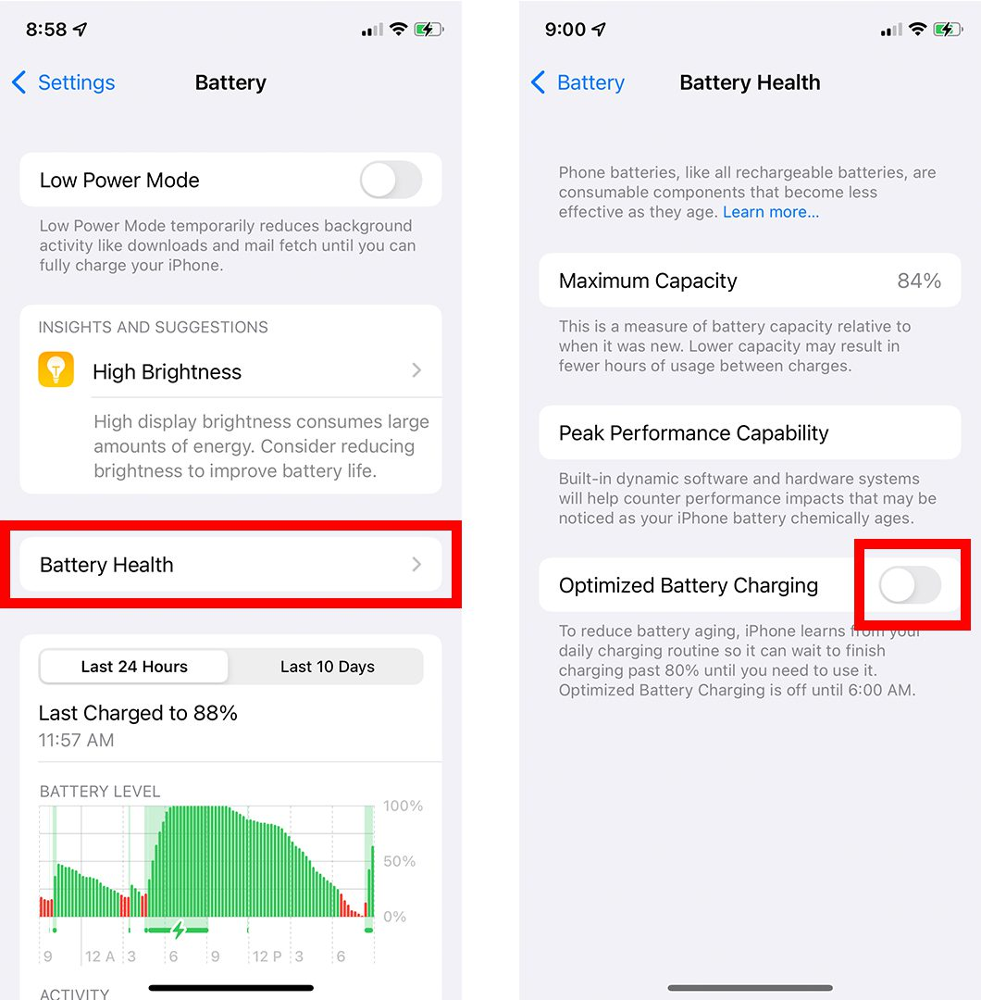 8:58
Settings
Battery
Low Power Mode
Low Power Mode temporarily reduces background
activity like downloads and mail fetch until you can
fully charge your iPhone.
INSIGHTS AND SUGGESTIONS
High Brightness
High display brightness consumes large
amounts of energy. Consider reducing
brightness to improve battery life.
Battery Health
Last 24 Hours
Last 10 Days
Last Charged to 88%
11:57 AM
BATTERY LEVEL
100%
50%
0%
9 12 A 3 6 9 12 P 3 6
ACTIVITY
9:00
Battery
Battery Health
Phone batteries, like all rechargeable batteries, are
consumable components that become less
effective as they age. Learn more...
Maximum Capacity 84%
This is a measure of battery capacity relative to
when it was new. Lower capacity may result in
fewer hours of usage between charges.
Peak Performance Capability
Built-in dynamic software and hardware systems
will help counter performance impacts that may be
noticed as your iPhone battery chemically ages.
Optimized Battery Charging
To reduce battery aging, iPhone learns from your
daily charging routine so it can wait to finish
charging past 80% until you need to use it.
Optimized Battery Charging is off until 6:00 AM.